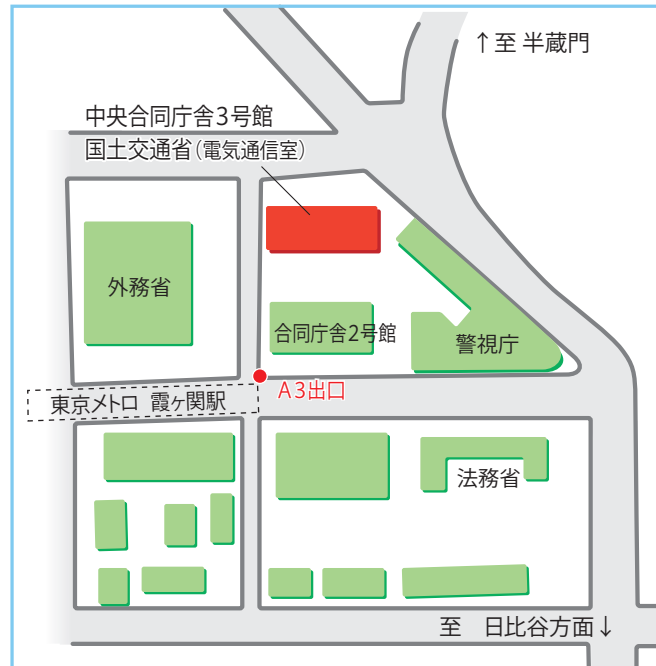 ↑至 半蔵門
中央合同庁舎3号館
国土交通省(電気通信室)
外務省
合同庁舎2号館
警視庁
A3出口
東京メトロ 霞ヶ関駅
法務省
至 日比谷方面↓